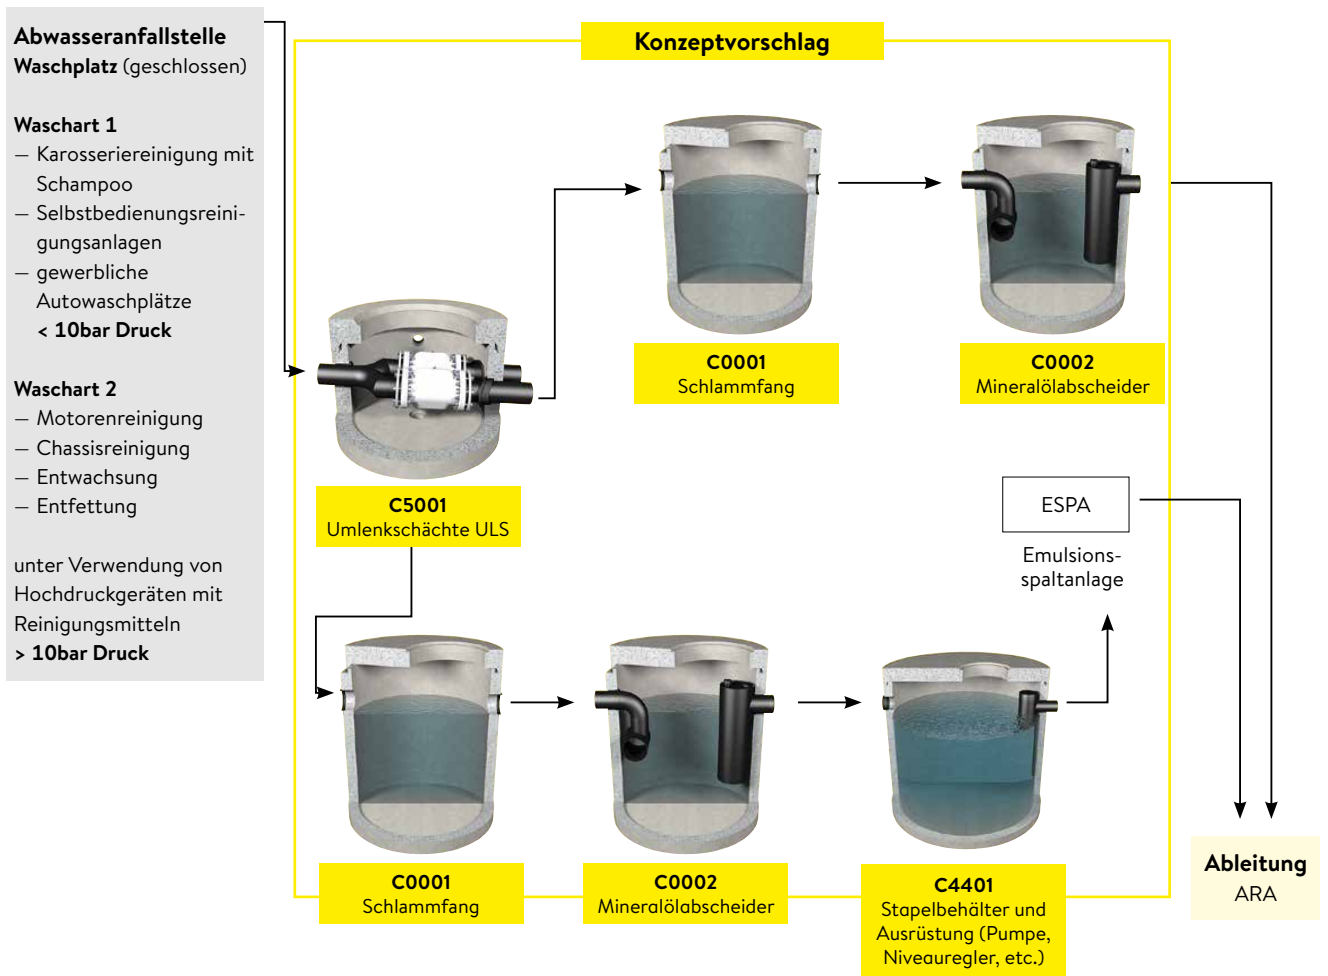 Abwasseranfallstelle
Waschplatz (geschlossen)
Waschart 1
– Karosseriereinigung mit
Schampoo
– Selbstbedienungsreini-
gungsanlagen
– gewerbliche
Autowaschplätze
< 10bar Druck
Waschart 2
– Motorenreinigung
– Chassisreinigung
– Entwachsung
– Entfettung
unter Verwendung von
Hochdruckgeräten mit
Reinigungsmitteln
> 10bar Druck
Konzeptvorschlag
C0001
Schlammfang
C0002
Mineralölabscheider
C5001
Umlenkschächte ULS
ESPA
Emulsions-
spaltanlage
C0001
Schlammfang
C0002
Mineralölabscheider
C4401
Stapelbehälter und
Ausrüstung (Pumpe,
Niveauregler, etc.)
Ableitung
ARA